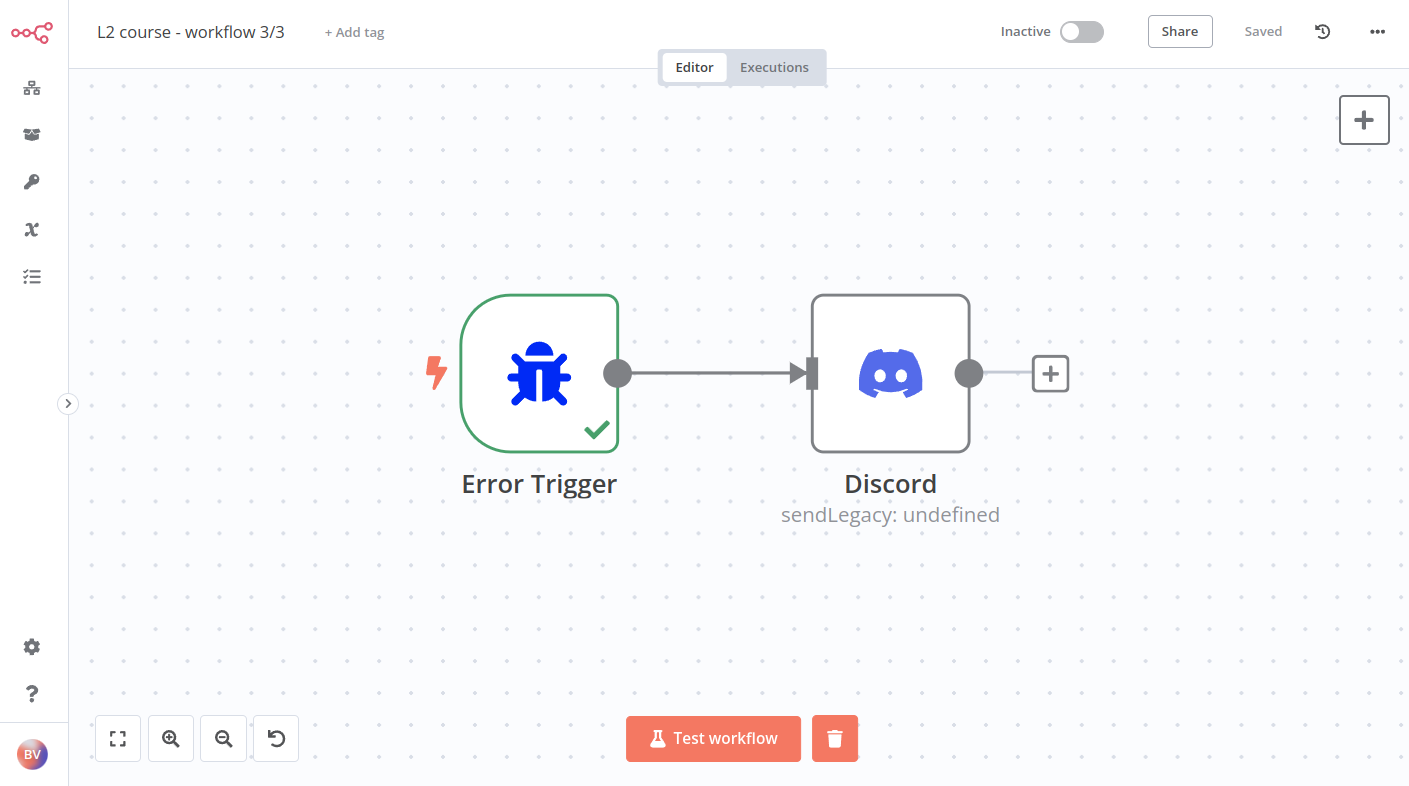 L2 course - workflow 3/3
+ Add tag
Inactive
Share
Saved
Editor
Executions
Error Trigger
Discord
sendLegacy: undefined
Test workflow
BV